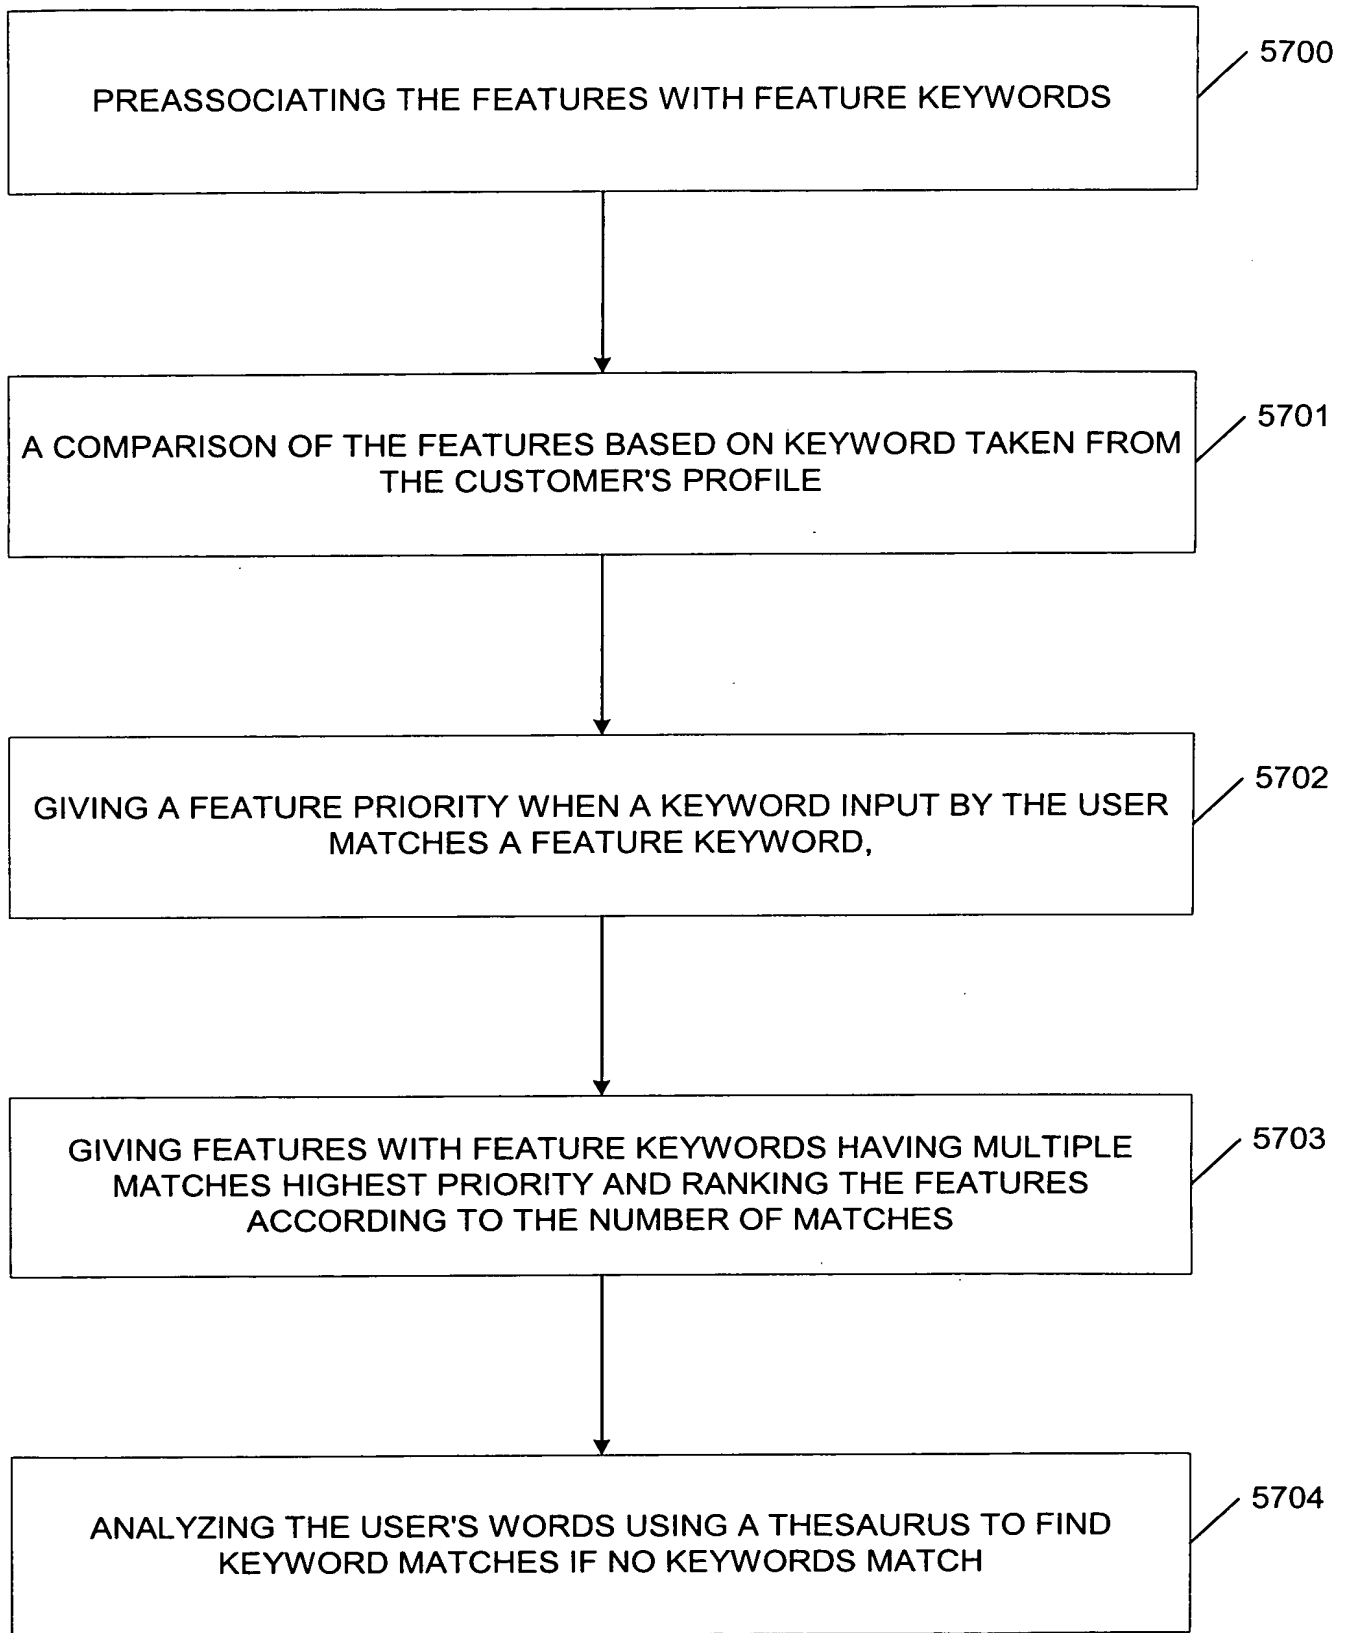 5700
PREASSOCIATING THE FEATURES WITH FEATURE KEYWORDS
5701
A COMPARISON OF THE FEATURES BASED ON KEYWORD TAKEN FROM
THE CUSTOMER'S PROFILE
5702
GIVING A FEATURE PRIORITY WHEN A KEYWORD INPUT BY THE USER
MATCHES A FEATURE KEYWORD,
5703
GIVING FEATURES WITH FEATURE KEYWORDS HAVING MULTIPLE
MATCHES HIGHEST PRIORITY AND RANKING THE FEATURES
ACCORDING TO THE NUMBER OF MATCHES
5704
ANALYZING THE USER'S WORDS USING A THESAURUS TO FIND
KEYWORD MATCHES IF NO KEYWORDS MATCH